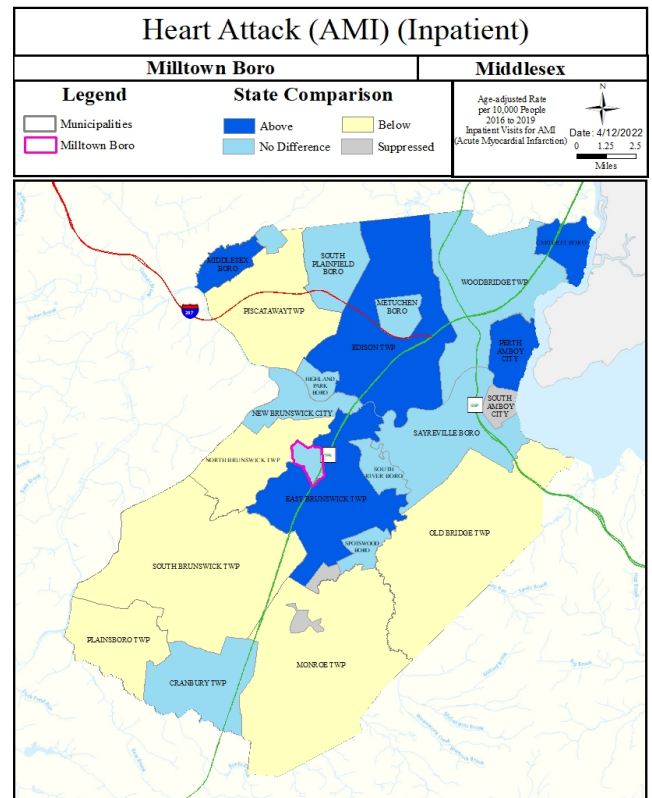 Heart Attack (AMI) (Inpatient)
Milltown Boro
Middlesex
Legend
Municipalities
Milltown Boro
State Comparison
Above
Below
No Difference
Suppressed
Age-adjusted Rate
per 10,000 People
2016 to 2019
Inpatient Visits for AMI
(Acute Myocardial Infarction)
N
Date: 4/12/2022
0 1.25 2.5
Miles
MIDDLESEX
BORO
SOUTH
PLAINFIELD
BORO
CARTERET BORO
WOODBRIDGE TWP
287
PISCATAWAY TWP
METUCHEN
BORO
EDISON TWP
PERTH
AMBOY
CITY
HIGHLAND
PARK
BORO
SOUTH
AMBOY
CITY
NEW BRUNSWICK CITY
SAYREVILLE BORO
NORTH BRUNSWICK TWP
SOUTH
RIVER BORO
EAST BRUNSWICK TWP
OLD BRIDGE TWP
SPOTSWOOD
BORO
SOUTH BRUNSWICK TWP
PLAINSBORO TWP
MONROE TWP
CRANBURY TWP